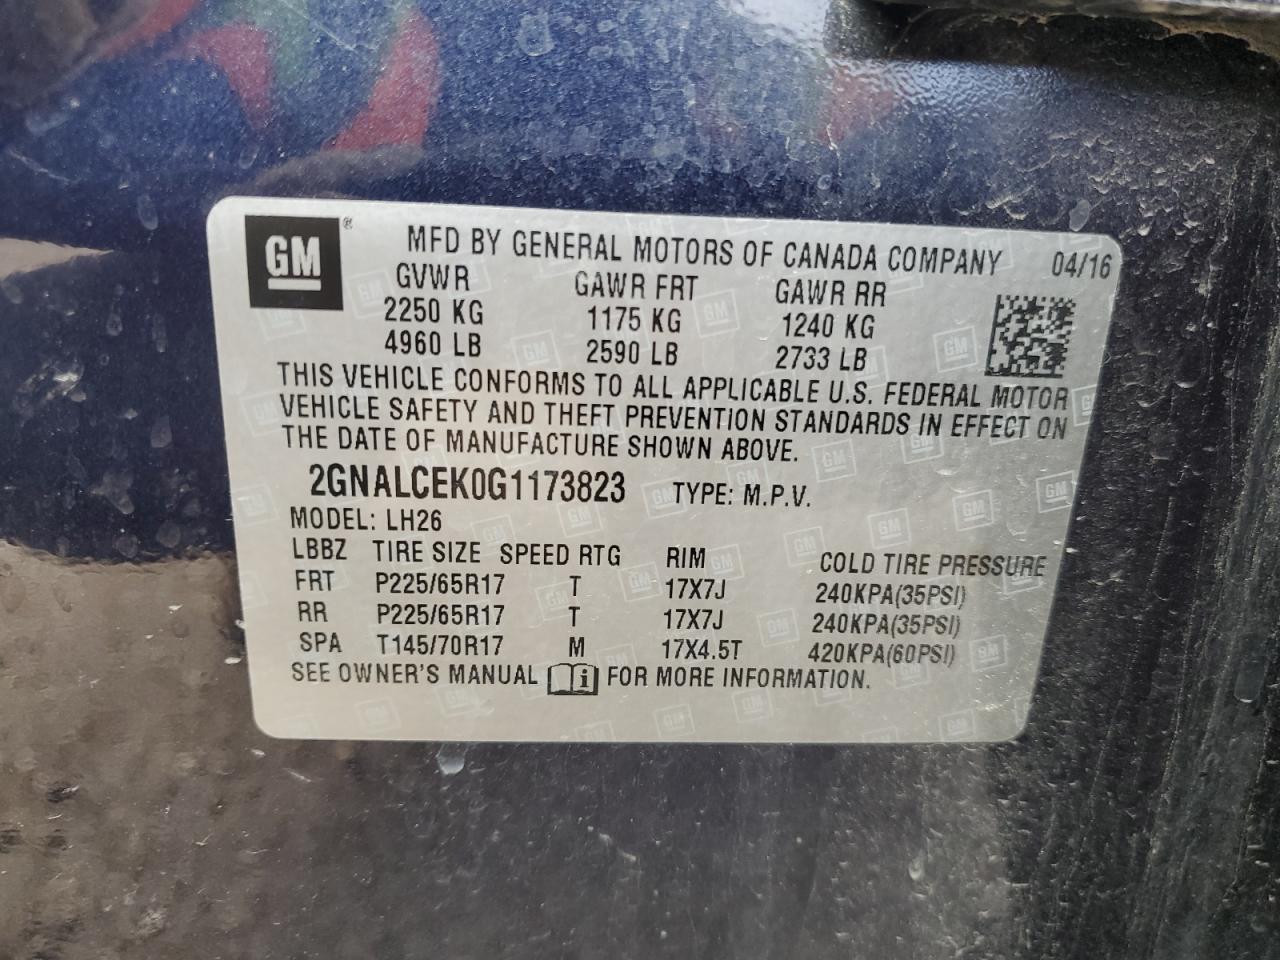 GM ® MFD BY GENERAL MOTORS OF CANADA COMPANY 04/16
GVWR GAWR FRT GAWR RR
2250 KG 1175 KG 1240 KG
4960 LB 2590 LB 2733 LB
THIS VEHICLE CONFORMS TO ALL APPLICABLE U.S. FEDERAL MOTOR
VEHICLE SAFETY AND THEFT PREVENTION STANDARDS IN EFFECT ON
THE DATE OF MANUFACTURE SHOWN ABOVE.
2GNALCEK0G1173823 TYPE: M.P.V.
MODEL: LH26
LBBZ TIRE SIZE SPEED RTG RIM COLD TIRE PRESSURE
FRT P225/65R17 T 17X7J 240KPA(35PSI)
RR P225/65R17 T 17X7J 240KPA(35PSI)
SPA T145/70R17 M 17X4.5T 420KPA(60PSI)
SEE OWNER'S MANUAL i FOR MORE INFORMATION.